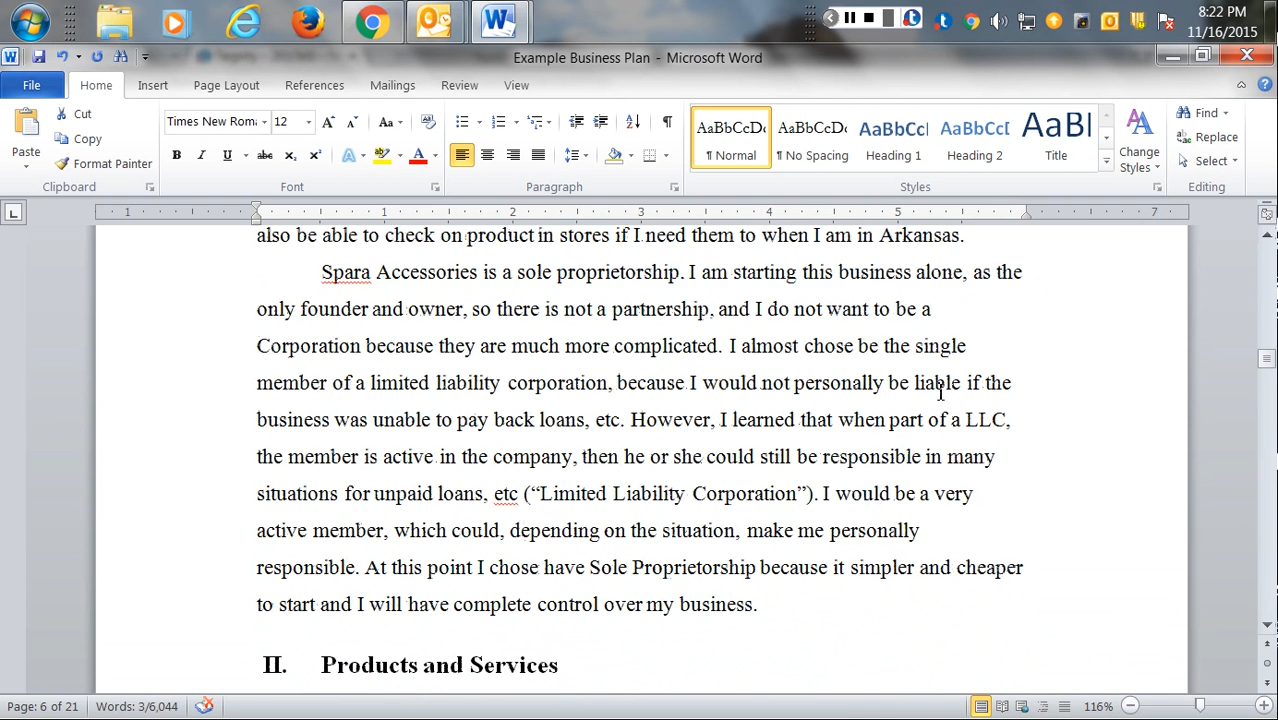 8:22 PM
11/16/2015
Example Business Plan - Microsoft Word
File Home Insert Page Layout References Mailings Review View
Paste
Cut
Copy
Format Painter
Times New Roma
12
AaBbCcDc AaBbCcDc AaBbCcI AaBbCcI AaBl
¶ Normal ¶ No Spacing Heading 1 Heading 2 Title
Change
Styles
Find
Replace
Select
Clipboard Font Paragraph Styles Editing
1 1 2 3 4 5 7
also be able to check on product in stores if I need them to when I am in Arkansas.
Spara Accessories is a sole proprietorship. I am starting this business alone, as the
only founder and owner, so there is not a partnership, and I do not want to be a
Corporation because they are much more complicated. I almost chose be the single
member of a limited liability corporation, because I would not personally be liable if the
business was unable to pay back loans, etc. However, I learned that when part of a LLC,
the member is active in the company, then he or she could still be responsible in many
situations for unpaid loans, etc (“Limited Liability Corporation”). I would be a very
active member, which could, depending on the situation, make me personally
responsible. At this point I chose have Sole Proprietorship because it simpler and cheaper
to start and I will have complete control over my business.
II. Products and Services
Page: 6 of 21 Words: 3/6,044 116%